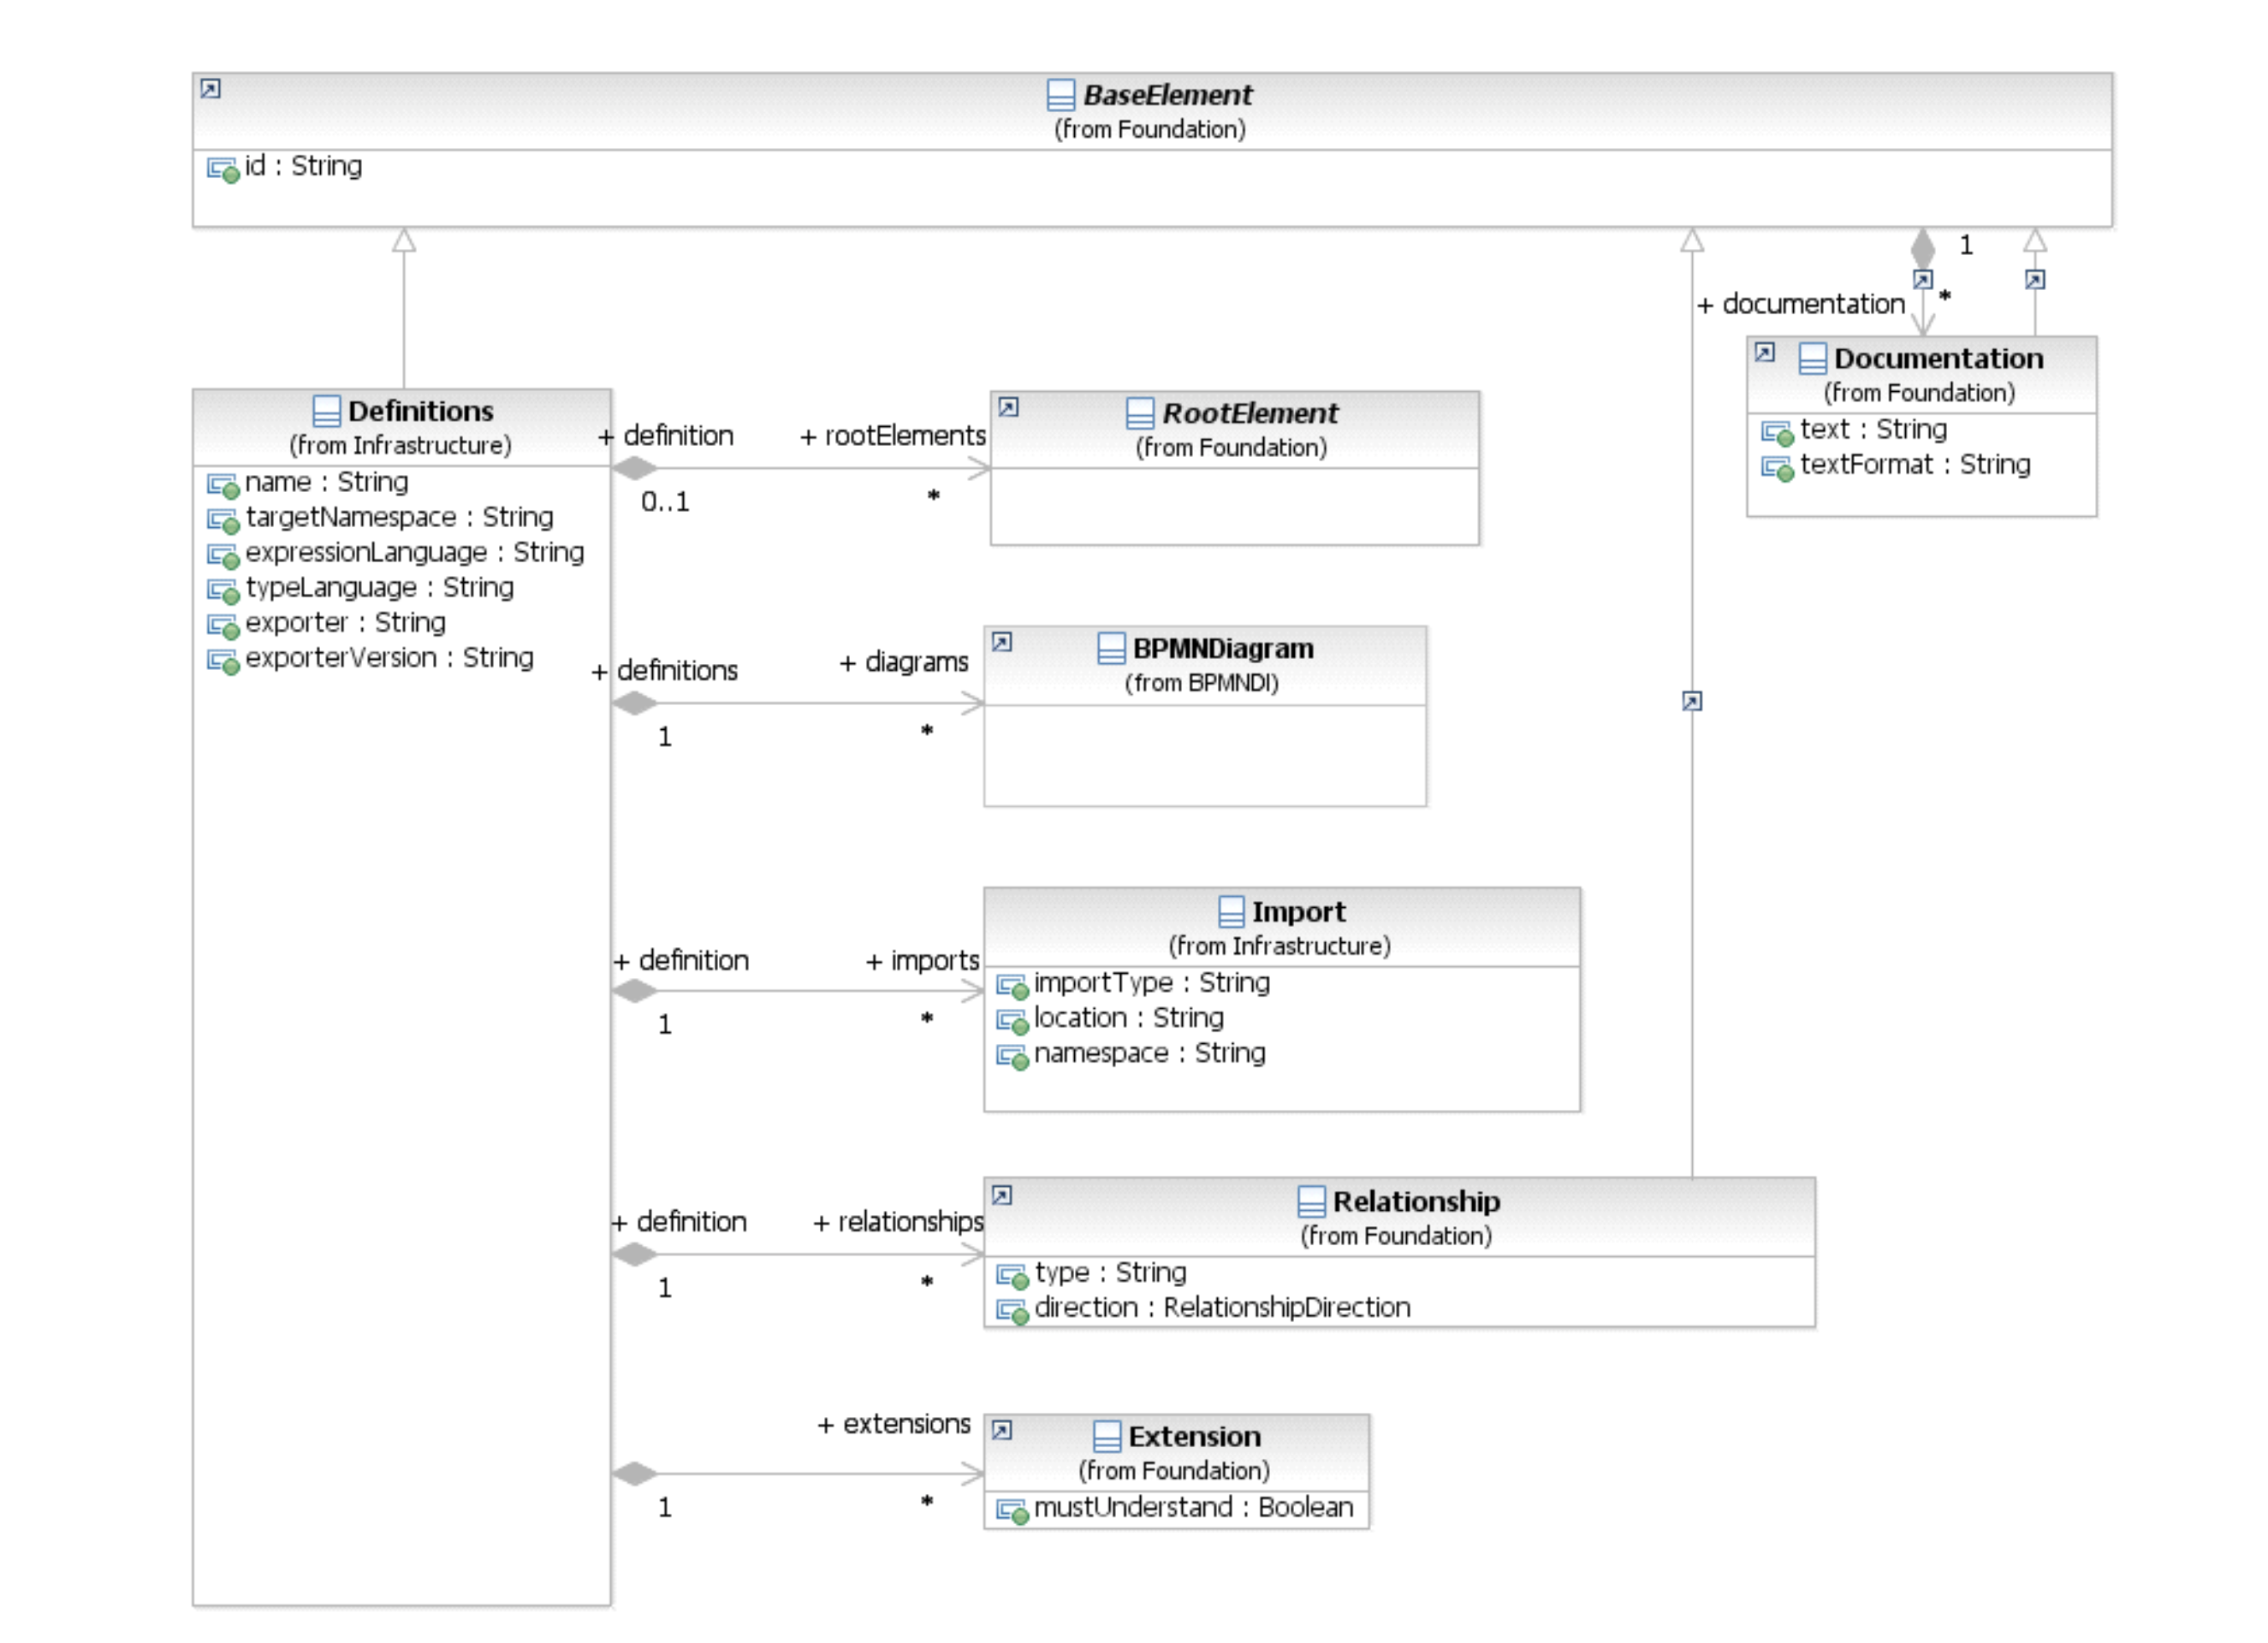 BaseElement
(from Foundation)
id : String
1
+ documentation
*
Documentation
(from Foundation)
text : String
textFormat : String
Definitions
(from Infrastructure)
name : String
targetNamespace : String
expressionLanguage : String
typeLanguage : String
exporter : String
exporterVersion : String
+ definition
+ rootElements
0..1
*
RootElement
(from Foundation)
+ definitions
+ diagrams
1
*
BPMNDiagram
(from BPMNDI)
+ definition
+ imports
1
*
Import
(from Infrastructure)
importType : String
location : String
namespace : String
+ definition
+ relationships
1
*
Relationship
(from Foundation)
type : String
direction : RelationshipDirection
+ extensions
1
*
Extension
(from Foundation)
mustUnderstand : Boolean